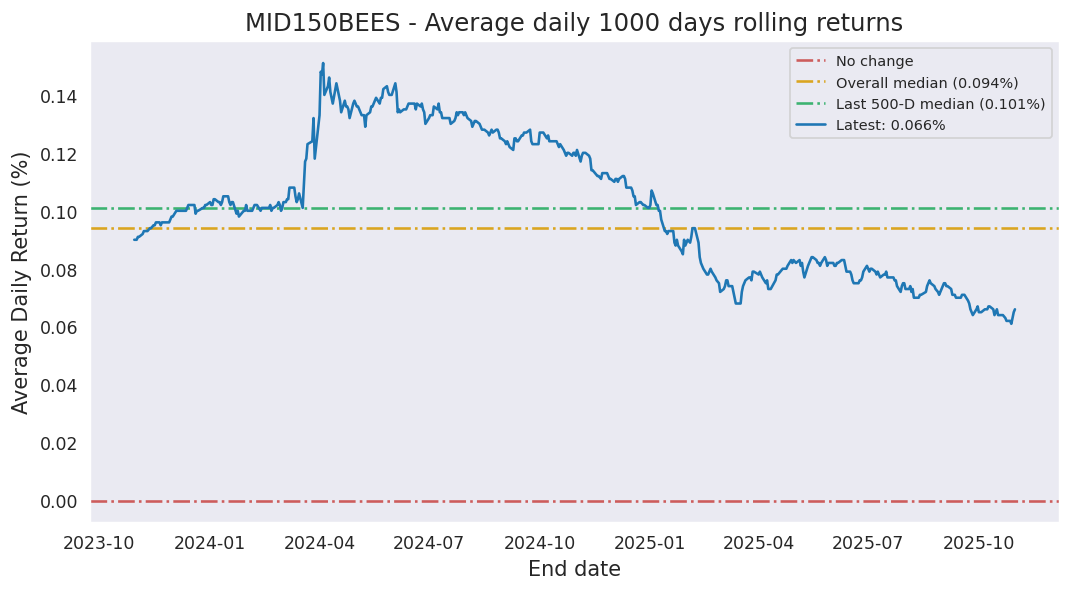 MID150BEES - Average daily 1000 days rolling returns
No change
Overall median (0.094%)
Last 500-D median (0.101%)
Latest: 0.066%
Average Daily Return (%)
0.14
0.12
0.10
0.08
0.06
0.04
0.02
0.00
2023-10 2024-01 2024-04 2024-07 2024-10 2025-01 2025-04 2025-07 2025-10
End date